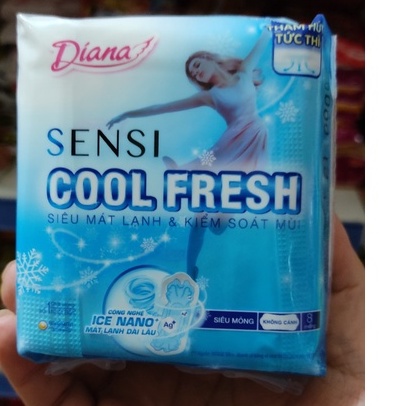 Diana
THẤM HÚT
TỨC THÌ
SENSI
COOL FRESH
SIÊU MÁT LẠNH & KIỂM SOÁT MÙI
CÔNG NGHỆ
ICE NANO+
MÁT LẠNH DÀI LÂU
Ag+
SIÊU MỎNG
KHÔNG CÁNH
8